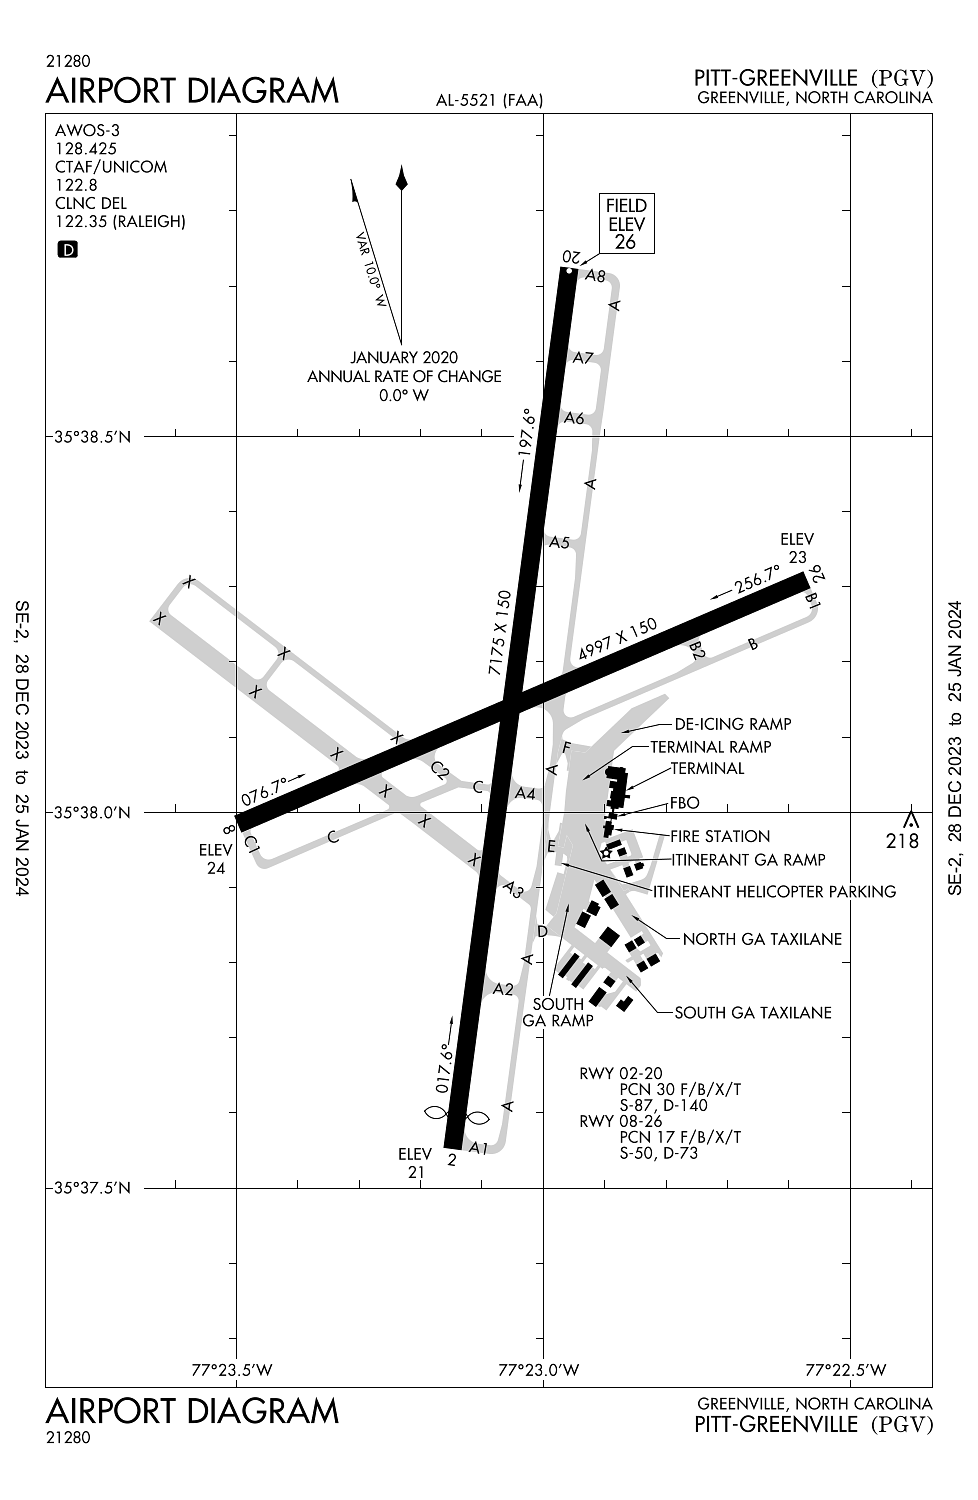 21280
AIRPORT DIAGRAM
AL-5521 (FAA)
PITT-GREENVILLE (PGV)
GREENVILLE, NORTH CAROLINA
AWOS-3
128.425
CTAF/UNICOM
122.8
CLNC DEL
122.35 (RALEIGH)
D
VAR 10.0° W
JANUARY 2020
ANNUAL RATE OF CHANGE
0.0° W
FIELD
ELEV
26
20
A8
A
A7
A6
197.6°
35°38.5'N
A
A5
ELEV
23
26
256.7°
B1
X
X
7175 X 150
4997 X 150
B2
B
X
X
DE-ICING RAMP
X
F
TERMINAL RAMP
X
A
C2
TERMINAL
076.7°
X
C
A4
FBO
35°38.0'N
8
X
218
C1
C
FIRE STATION
ELEV
24
E
X
ITINERANT GA RAMP
A3
ITINERANT HELICOPTER PARKING
D
NORTH GA TAXILANE
A
A2
SOUTH
GA RAMP
SOUTH GA TAXILANE
017.6°
RWY 02-20
PCN 30 F/B/X/T
S-87, D-140
RWY 08-26
PCN 17 F/B/X/T
S-50, D-73
A
A1
ELEV
21
2
35°37.5'N
77°23.5'W
77°23.0'W
77°22.5'W
SE-2, 28 DEC 2023 to 25 JAN 2024
SE-2, 28 DEC 2023 to 25 JAN 2024
AIRPORT DIAGRAM
21280
GREENVILLE, NORTH CAROLINA
PITT-GREENVILLE (PGV)